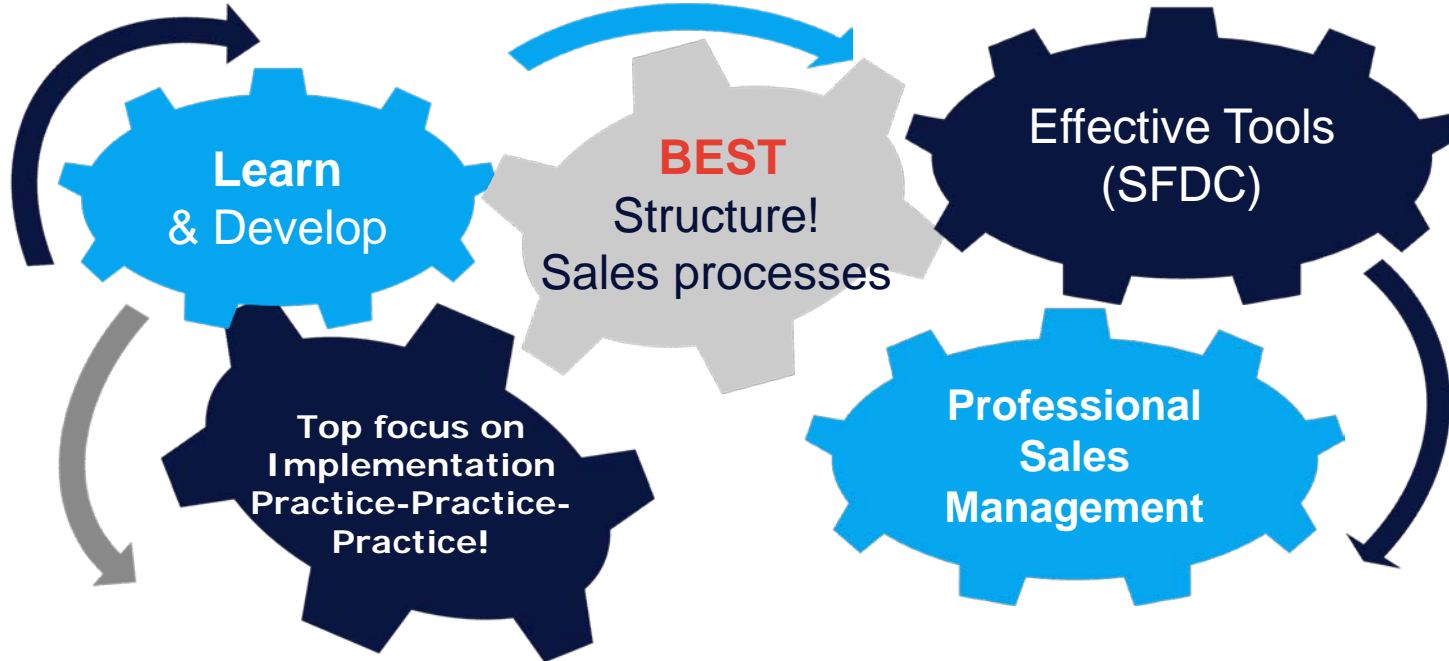 Learn
& Develop
BEST
Structure!
Sales processes
Effective Tools
(SFDC)
Top focus on
Implementation
Practice-Practice-
Practice!
Professional
Sales
Management